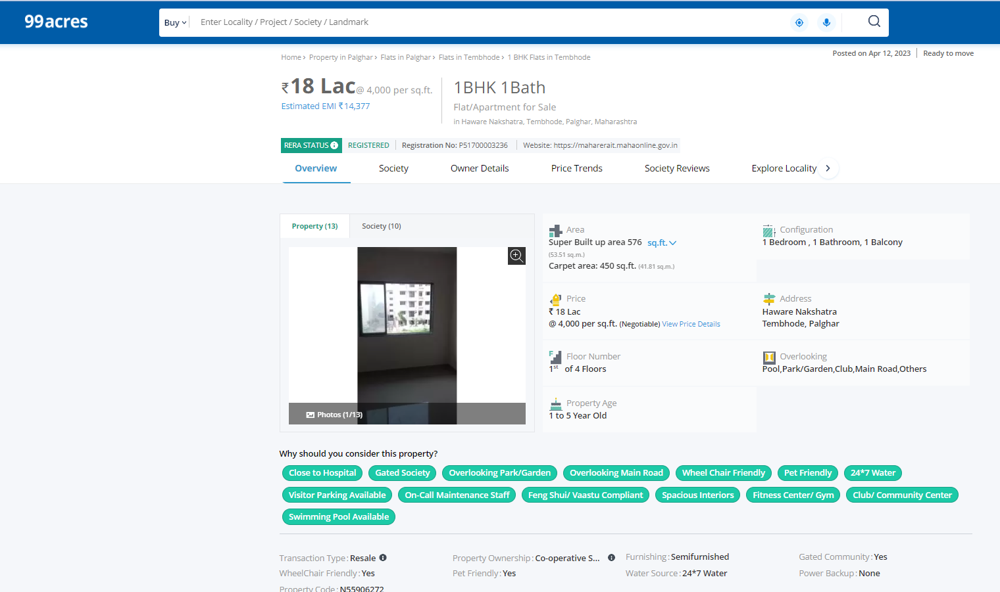 99acres
Buy
Enter Locality / Project / Society / Landmark
Home › Property in Palghar › Flats in Palghar › Flats in Tembhode › 1 BHK Flats in Tembhode
Posted on Apr 12, 2023 | Ready to move
₹18 Lac @ 4,000 per sq.ft.
Estimated EMI ₹14,377
1BHK 1Bath
Flat/Apartment for Sale
in Haware Nakshatra, Tembhode, Palghar, Maharashtra
RERA STATUS REGISTERED | Registration No: P51700003236 | Website: https://maharerait.mahaonline.gov.in
Overview Society Owner Details Price Trends Society Reviews Explore Locality
Property (13) Society (10)
Photos (1/13)
Area
Super Built up area 576 sq.ft.
(53.51 sq.m.)
Carpet area: 450 sq.ft. (41.81 sq.m.)
Configuration
1 Bedroom , 1 Bathroom, 1 Balcony
Price
₹ 18 Lac
@ 4,000 per sq.ft. (Negotiable) View Price Details
Address
Haware Nakshatra
Tembhode, Palghar
F
Floor Number
1st of 4 Floors
Overlooking
Pool,Park/Garden,Club,Main Road,Others
Property Age
1 to 5 Year Old
Why should you consider this property?
Close to Hospital Gated Society Overlooking Park/Garden Overlooking Main Road Wheel Chair Friendly Pet Friendly 24*7 Water
Visitor Parking Available On-Call Maintenance Staff Feng Shui/ Vaastu Compliant Spacious Interiors Fitness Center/ Gym Club/ Community Center
Swimming Pool Available
Transaction Type : Resale Property Ownership : Co-operative S... Furnishing : Semifurnished Gated Community : Yes
WheelChair Friendly : Yes Pet Friendly : Yes Water Source : 24*7 Water Power Backup : None
Property Code : N55906272